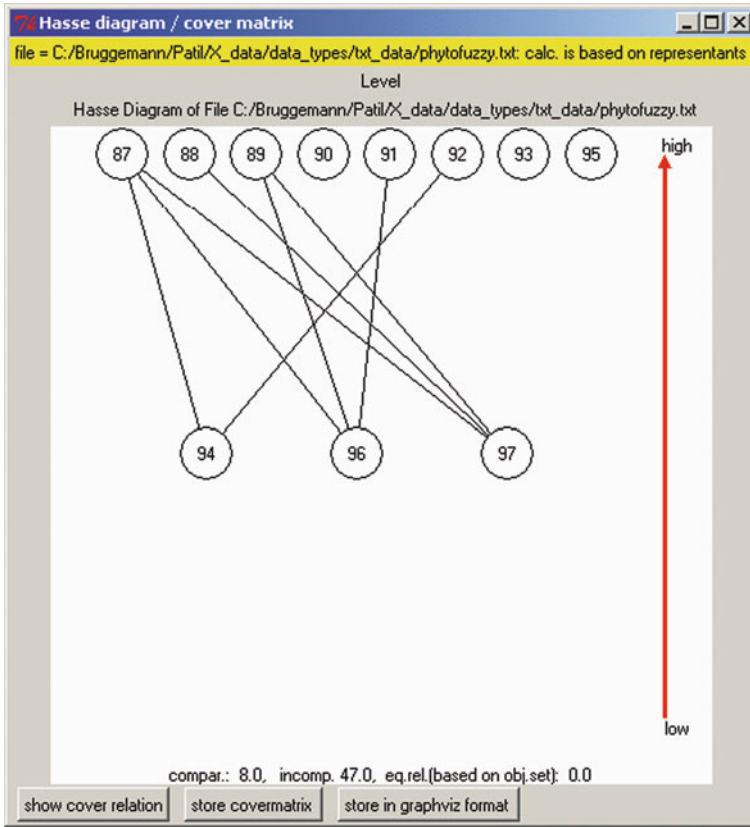 Hasse diagram / cover matrix
file = C:/Bruggemann/Patil/X_data/data_types/txt_data/phytofuzzy.txt: calc. is based on representants
Level
Hasse Diagram of File C:/Bruggemann/Patil/X_data/data_types/txt_data/phytofuzzy.txt
87 88 89 90 91 92 93 95
high
94 96 97
low
compar.: 8.0, incomp. 47.0, eq.rel.(based on obj.set): 0.0
show cover relation store covermatrix store in graphviz format